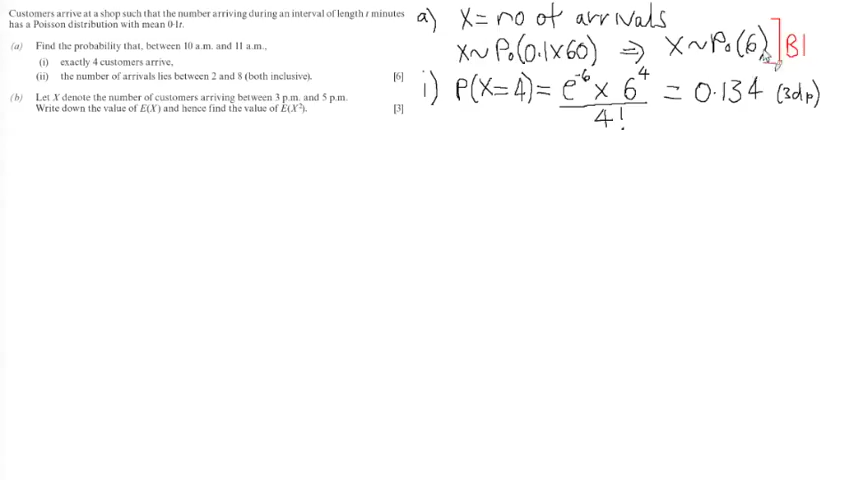 Customers arrive at a shop such that the number arriving during an interval of length t minutes
has a Poisson distribution with mean 0·1t.
(a) Find the probability that, between 10 a.m. and 11 a.m.,
(i) exactly 4 customers arrive,
(ii) the number of arrivals lies between 2 and 8 (both inclusive). [6]
(b) Let X denote the number of customers arriving between 3 p.m. and 5 p.m.
Write down the value of E(X) and hence find the value of E(X²). [3]
a) X = no of arrivals
X~Po(0.1×60) ⇒ X~Po(6) ] B1
i) P(X=4) = e⁻⁶ × 6⁴ / 4! = 0.134 (3dp)